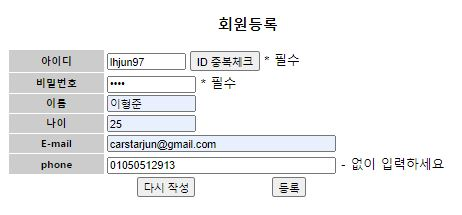 회원등록
아이디 lhjun97 ID 중복체크 * 필수
비밀번호 •••• * 필수
이름 이형준
나이 25
E-mail carstarjun@gmail.com
phone 01050512913 - 없이 입력하세요
다시 작성 등록